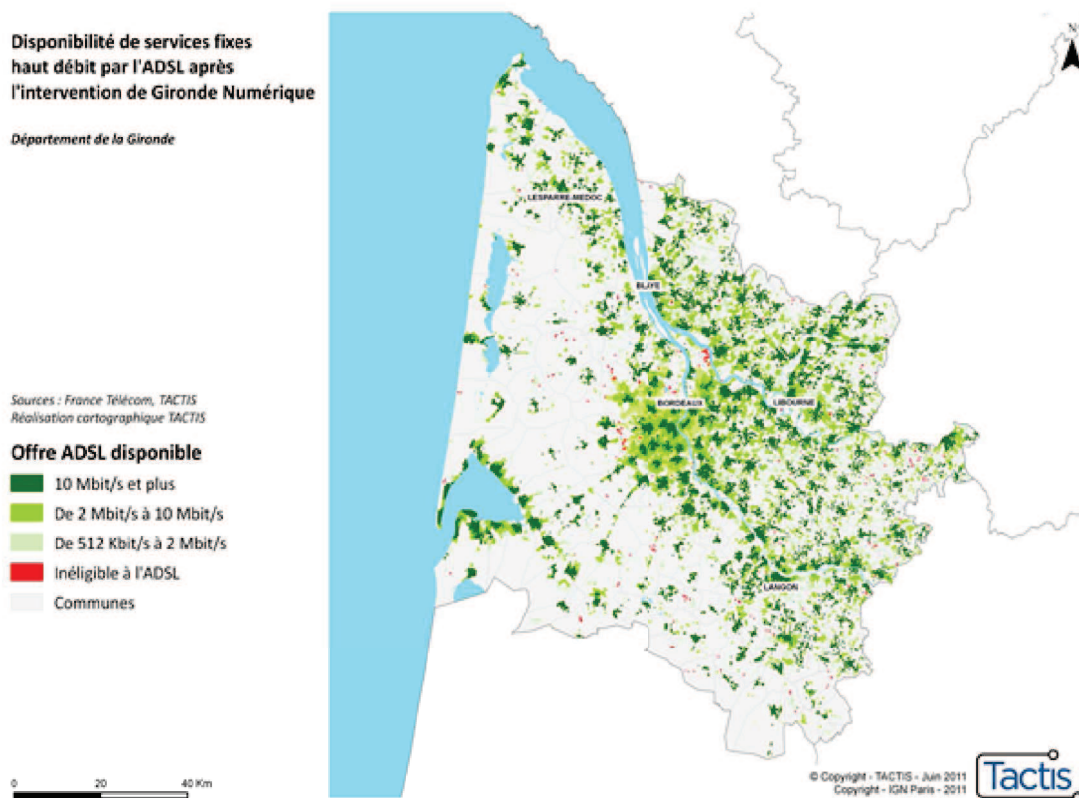 Disponibilité de services fixes
haut débit par l'ADSL après
l'intervention de Gironde Numérique
Département de la Gironde
N
LESPARRE-MEDOC
BLAYE
BORDEAUX
LIBOURNE
LANGON
Sources : France Télécom, TACTIS
Réalisation cartographique TACTIS
Offre ADSL disponible
10 Mbit/s et plus
De 2 Mbit/s à 10 Mbit/s
De 512 Kbit/s à 2 Mbit/s
Inéligible à l'ADSL
Communes
0 20 40 Km
© Copyright - TACTIS - Juin 2011
Copyright - IGN Paris - 2011
Tactis